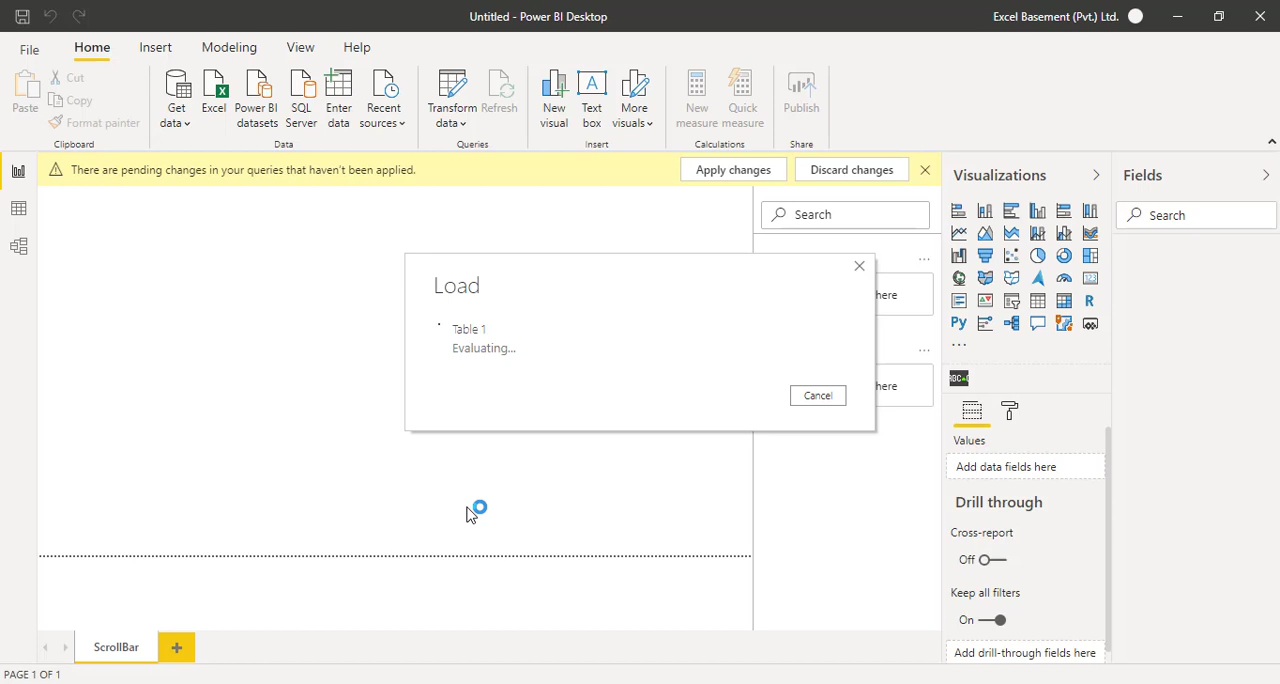 Untitled - Power BI Desktop
Excel Basement (Pvt.) Ltd.
File
Home
Insert
Modeling
View
Help
Paste
Cut
Copy
Format painter
Clipboard
Get data
Excel
Power BI datasets
SQL Server
Enter data
Recent sources
Data
Transform data
Refresh
Queries
New visual
Text box
More visuals
Insert
New measure
Quick measure
Calculations
Publish
Share
There are pending changes in your queries that haven't been applied.
Apply changes
Discard changes
Search
here
here
Load
Table 1
Evaluating...
Cancel
Visualizations
R
Py
Values
Add data fields here
Drill through
Cross-report
Off
Keep all filters
On
Add drill-through fields here
Fields
Search
ScrollBar
PAGE 1 OF 1